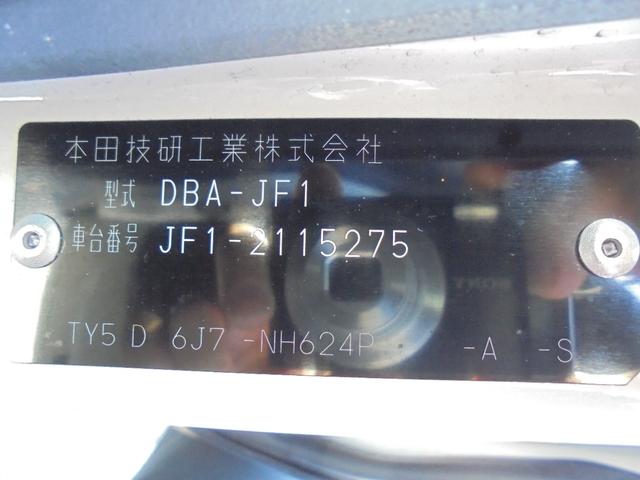 本田技研工業株式会社
型式 DBA-JF1
車台番号 JF1-2115275
TY5 D 6J7 -NH624P -A -S
SONY